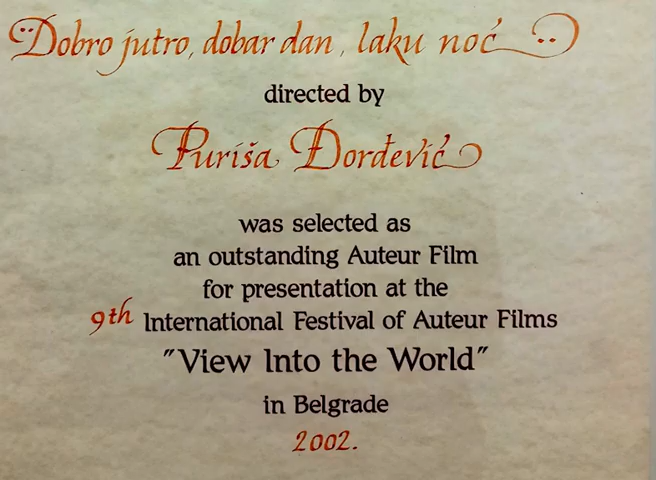 Dobro jutro, dobar dan, laku noć
directed by
Puriša Đorđević
was selected as
an outstanding Auteur Film
for presentation at the
9th International Festival of Auteur Films
"View Into the World"
in Belgrade
2002.